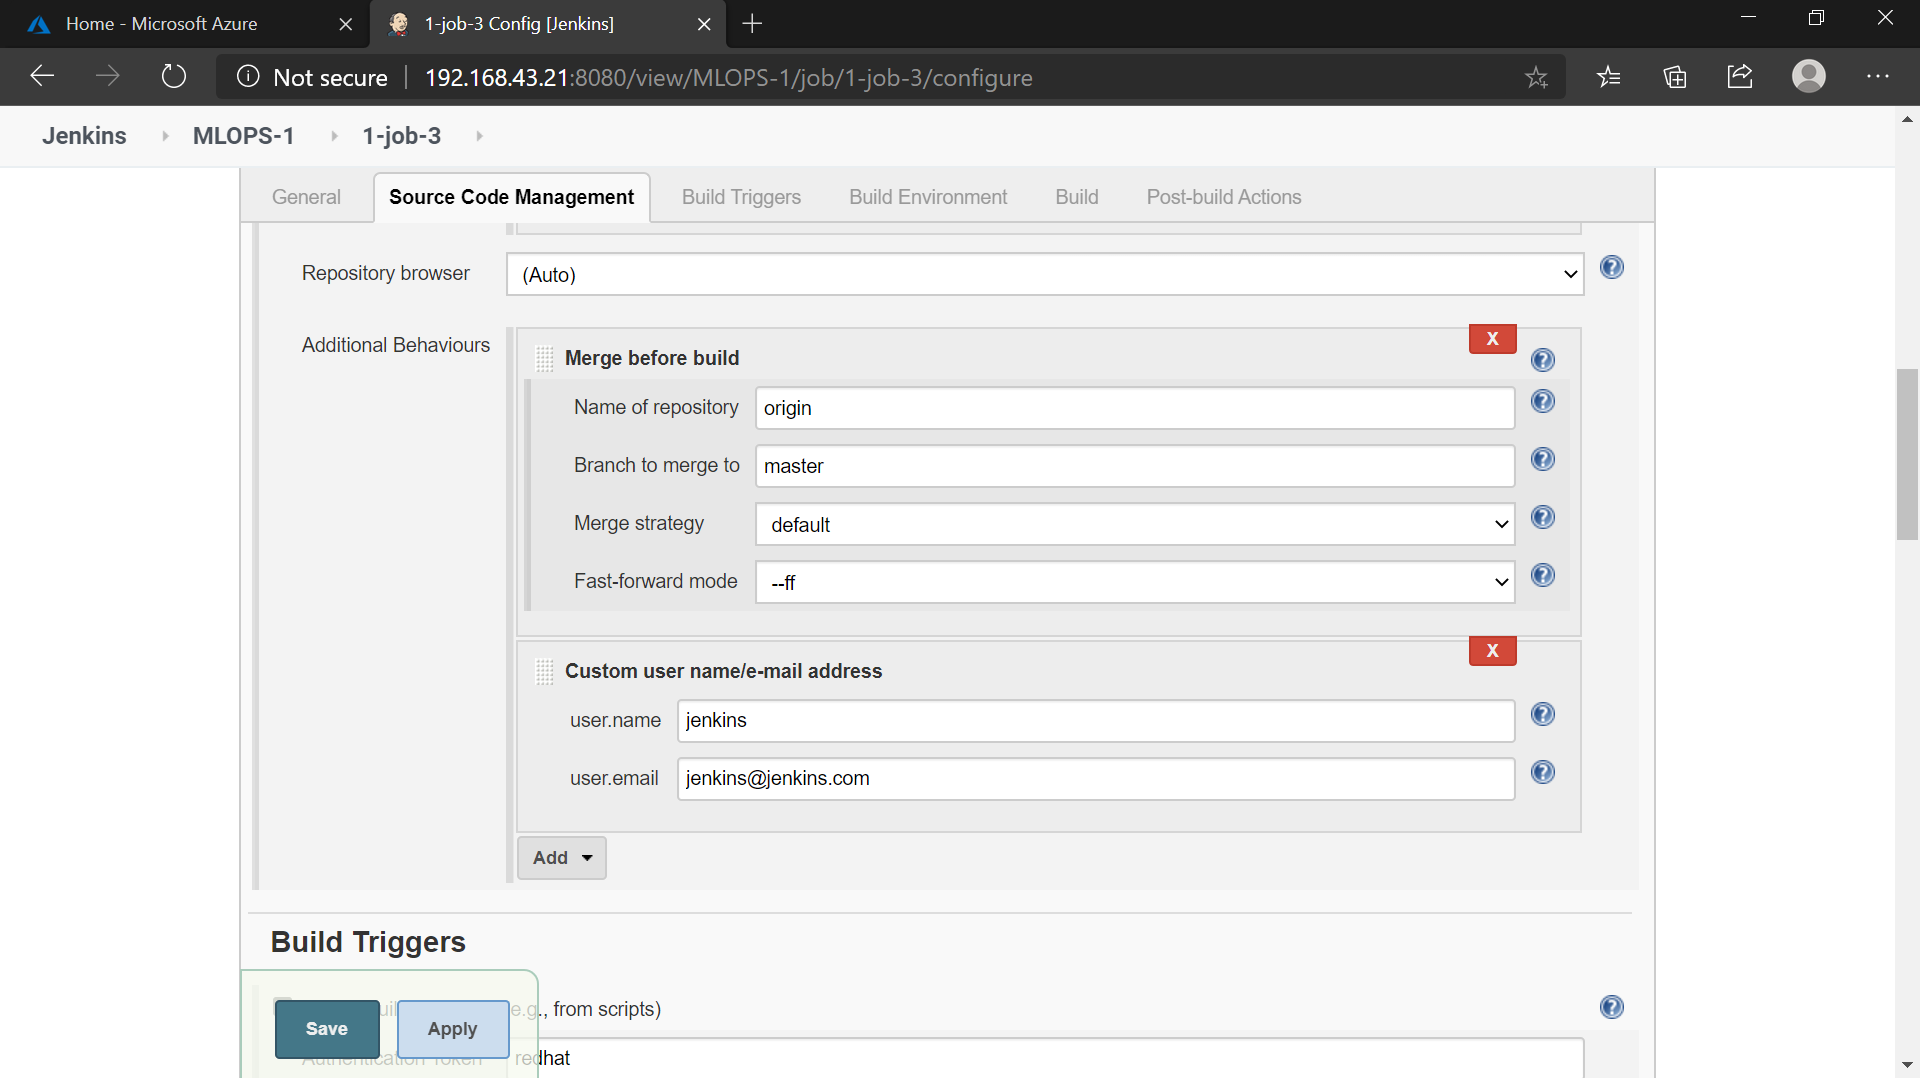 Home - Microsoft Azure
1-job-3 Config [Jenkins]
Not secure
192.168.43.21:8080/view/MLOPS-1/job/1-job-3/configure
Jenkins MLOPS-1 1-job-3
General Source Code Management Build Triggers Build Environment Build Post-build Actions
Repository browser (Auto)
Additional Behaviours
X
Merge before build
Name of repository origin
Branch to merge to master
Merge strategy default
Fast-forward mode --ff
X
Custom user name/e-mail address
user.name jenkins
user.email jenkins@jenkins.com
Add
Build Triggers
e.g., from scripts)
Save Apply
Authentication Token redhat